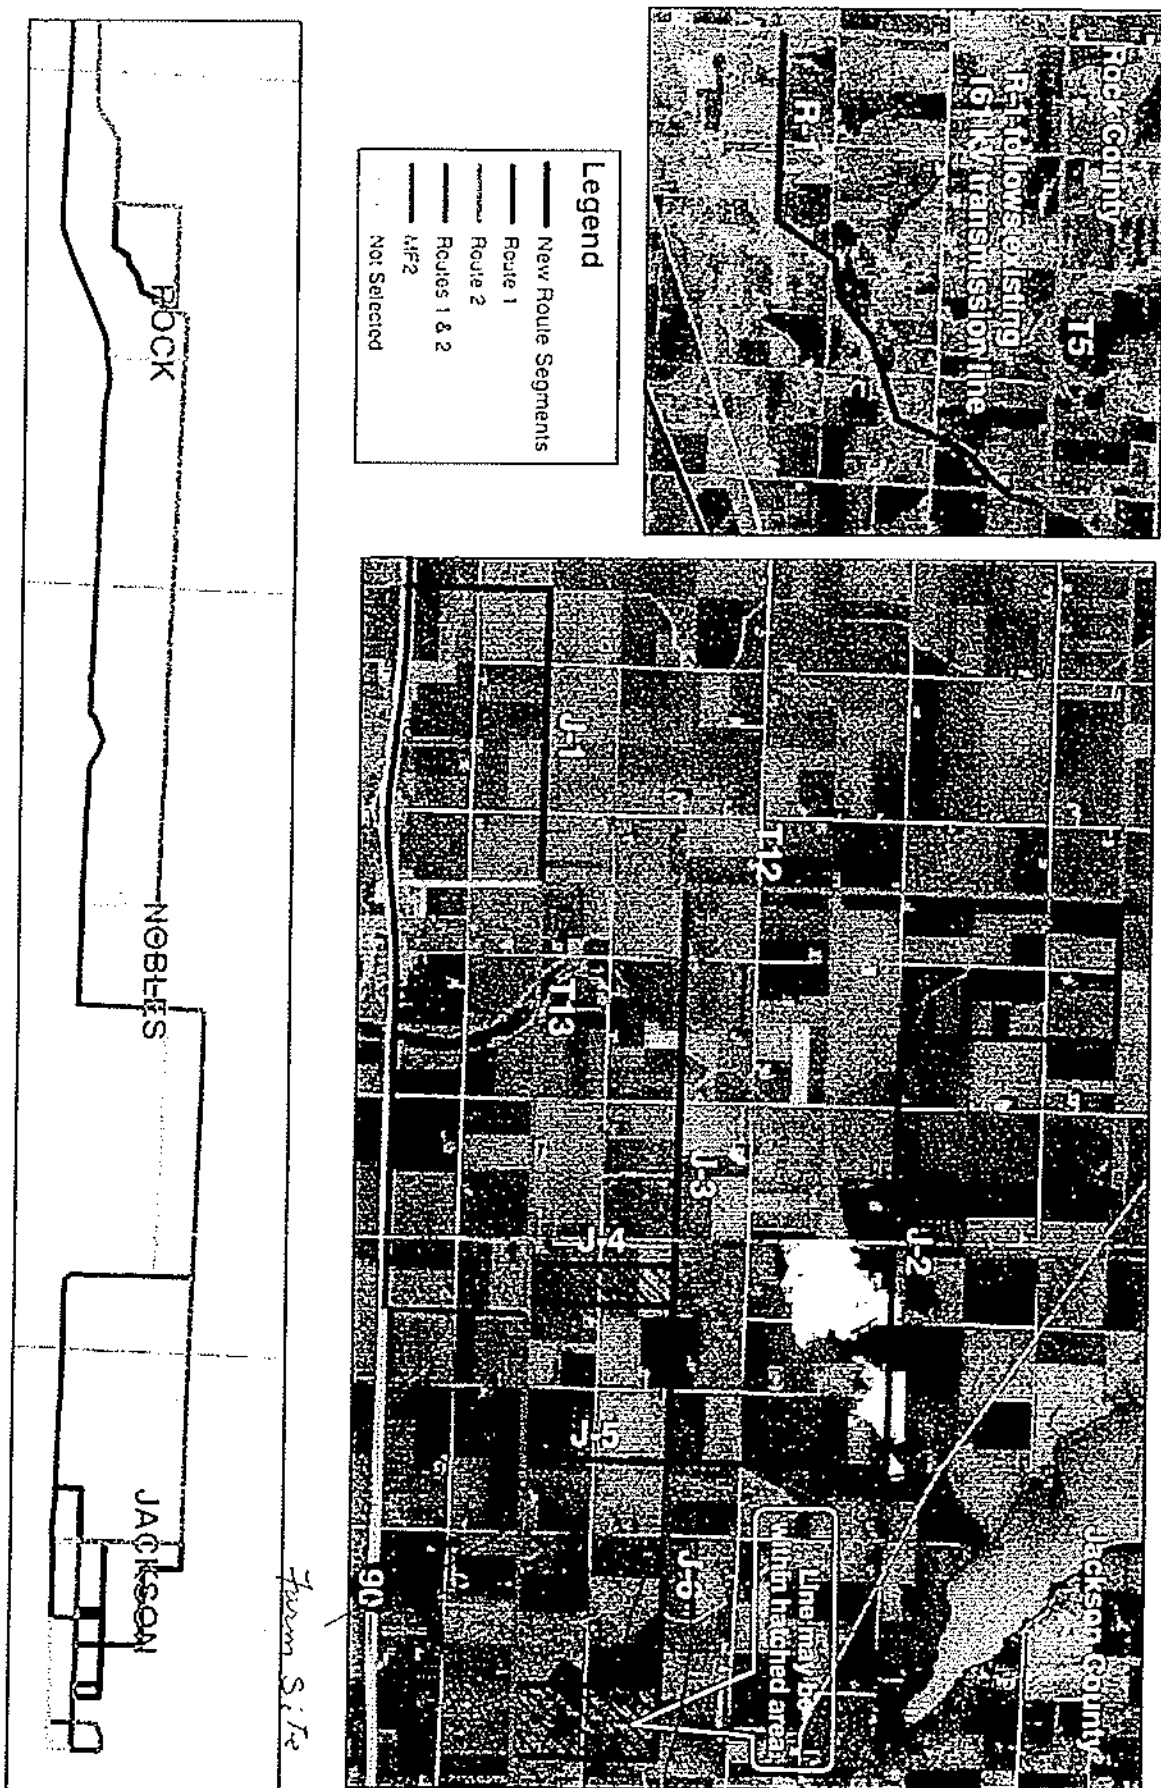 Rock County
R-1 follows existing
161 kV transmission line
T5
R-1
Legend
New Route Segments
Route 1
Route 2
Routes 1 & 2
MF2
Not Selected
Jackson County
J-2
T12
J-1
T13
J-3
J-4
J-5
J-6
Line may be
within hatched area
90
ROCK
NOBLES
JACKSON
Farm Site